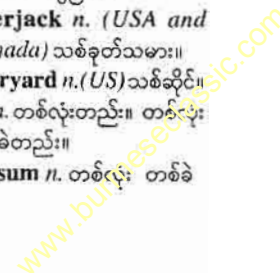 erjack n. (USA and
nada) သစ်ခုတ်သမား။
ryard n.(US) သစ်ဆိုင်။
n. တစ်လုံးတည်း။ တစ်လုံး
ခဲတည်း။
sum n. တစ်လုံး တစ်ခဲ
www.burmeseclassic.com